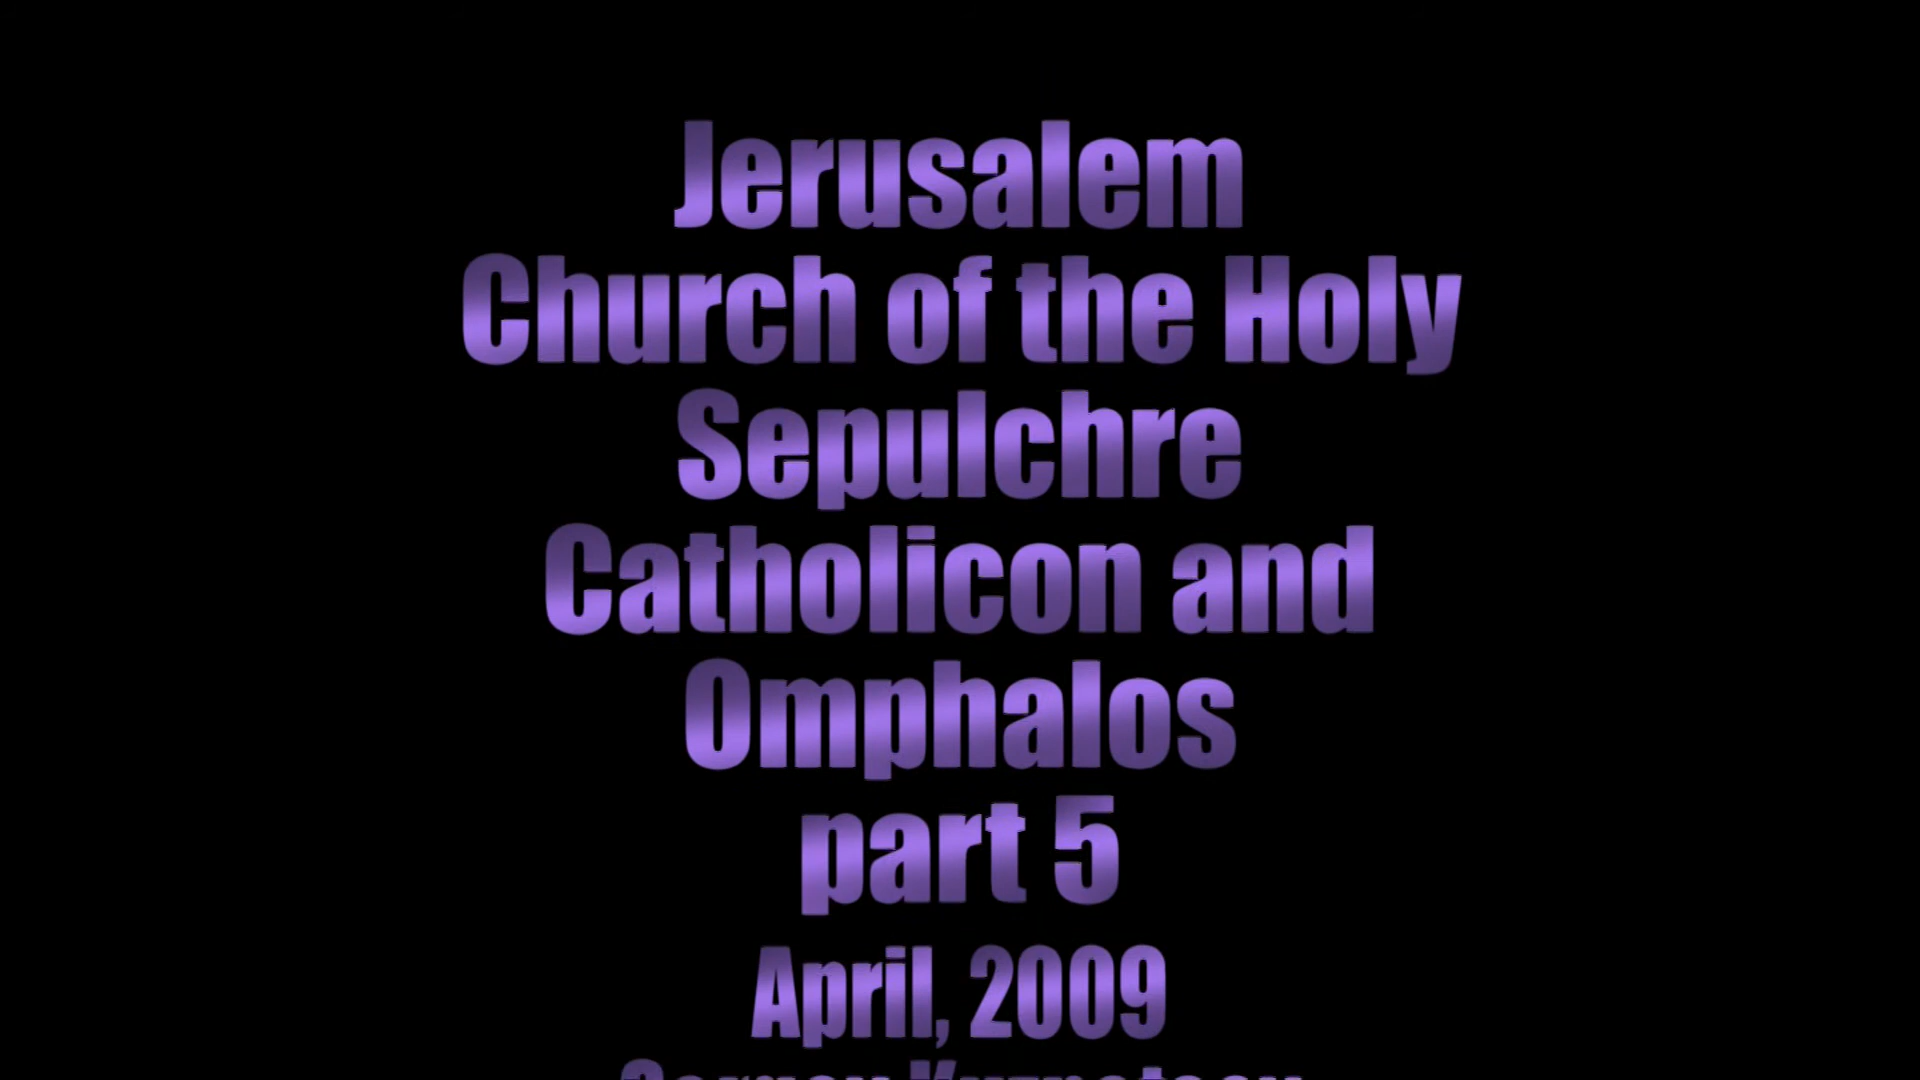 Jerusalem
Church of the Holy
Sepulchre
Catholicon and
Omphalos
part 5
April, 2009